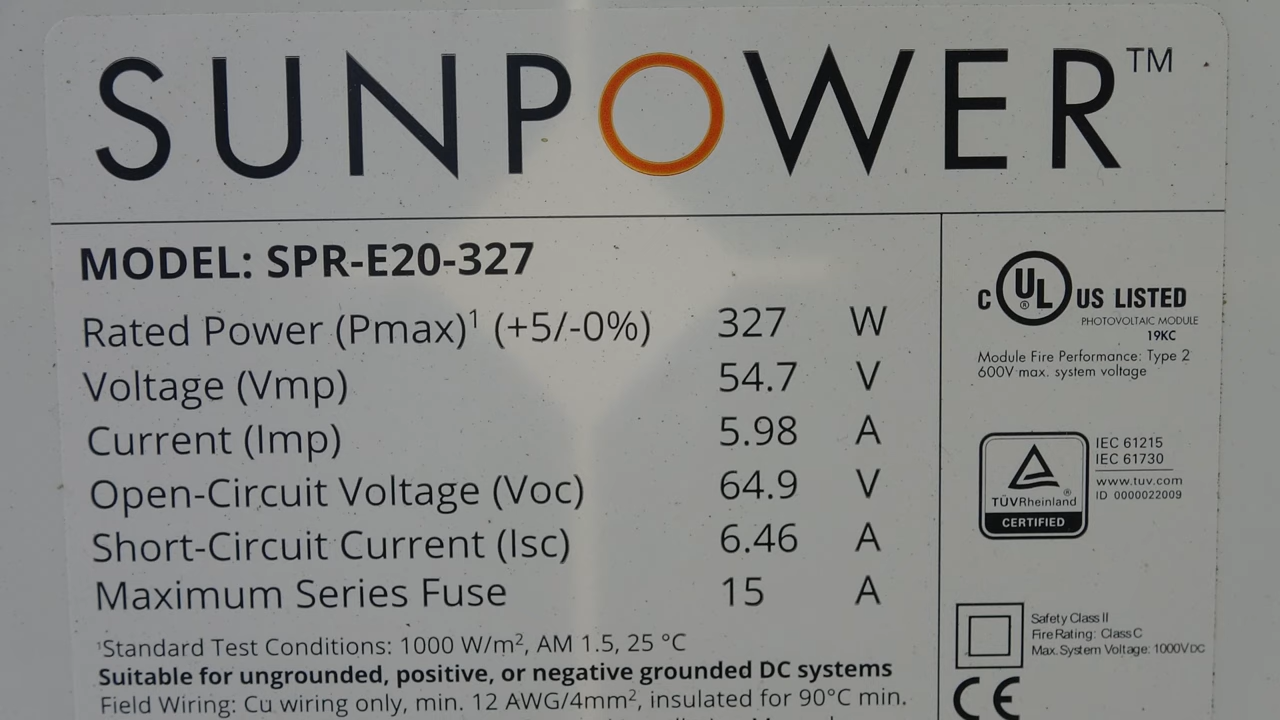 SUNPOWER™
MODEL: SPR-E20-327
Rated Power (Pmax)¹ (+5/-0%) 327 W
Voltage (Vmp) 54.7 V
Current (Imp) 5.98 A
Open-Circuit Voltage (Voc) 64.9 V
Short-Circuit Current (Isc) 6.46 A
Maximum Series Fuse 15 A
¹Standard Test Conditions: 1000 W/m², AM 1.5, 25 °C
Suitable for ungrounded, positive, or negative grounded DC systems
Field Wiring: Cu wiring only, min. 12 AWG/4mm², insulated for 90°C min.
C UL® US LISTED
PHOTOVOLTAIC MODULE
19KC
Module Fire Performance: Type 2
600V max. system voltage
TÜVRheinland®
CERTIFIED
IEC 61215
IEC 61730
www.tuv.com
ID 0000022009
Safety Class II
Fire Rating: Class C
Max. System Voltage: 1000VDC
CE